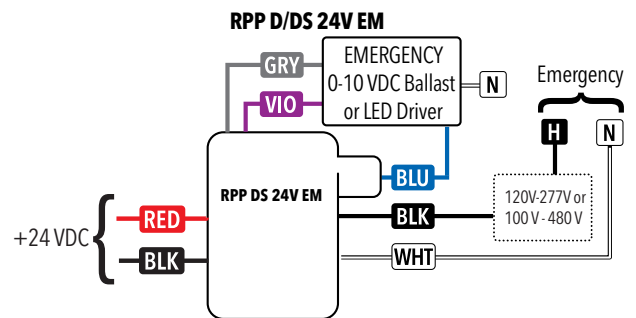 RPP D/DS 24V EM
GRY
EMERGENCY
0-10 VDC Ballast
or LED Driver
N
VIO
Emergency
H
N
RPP DS 24V EM
BLU
120V-277V or
100 V - 480 V
+24 VDC
RED
BLK
BLK
WHT